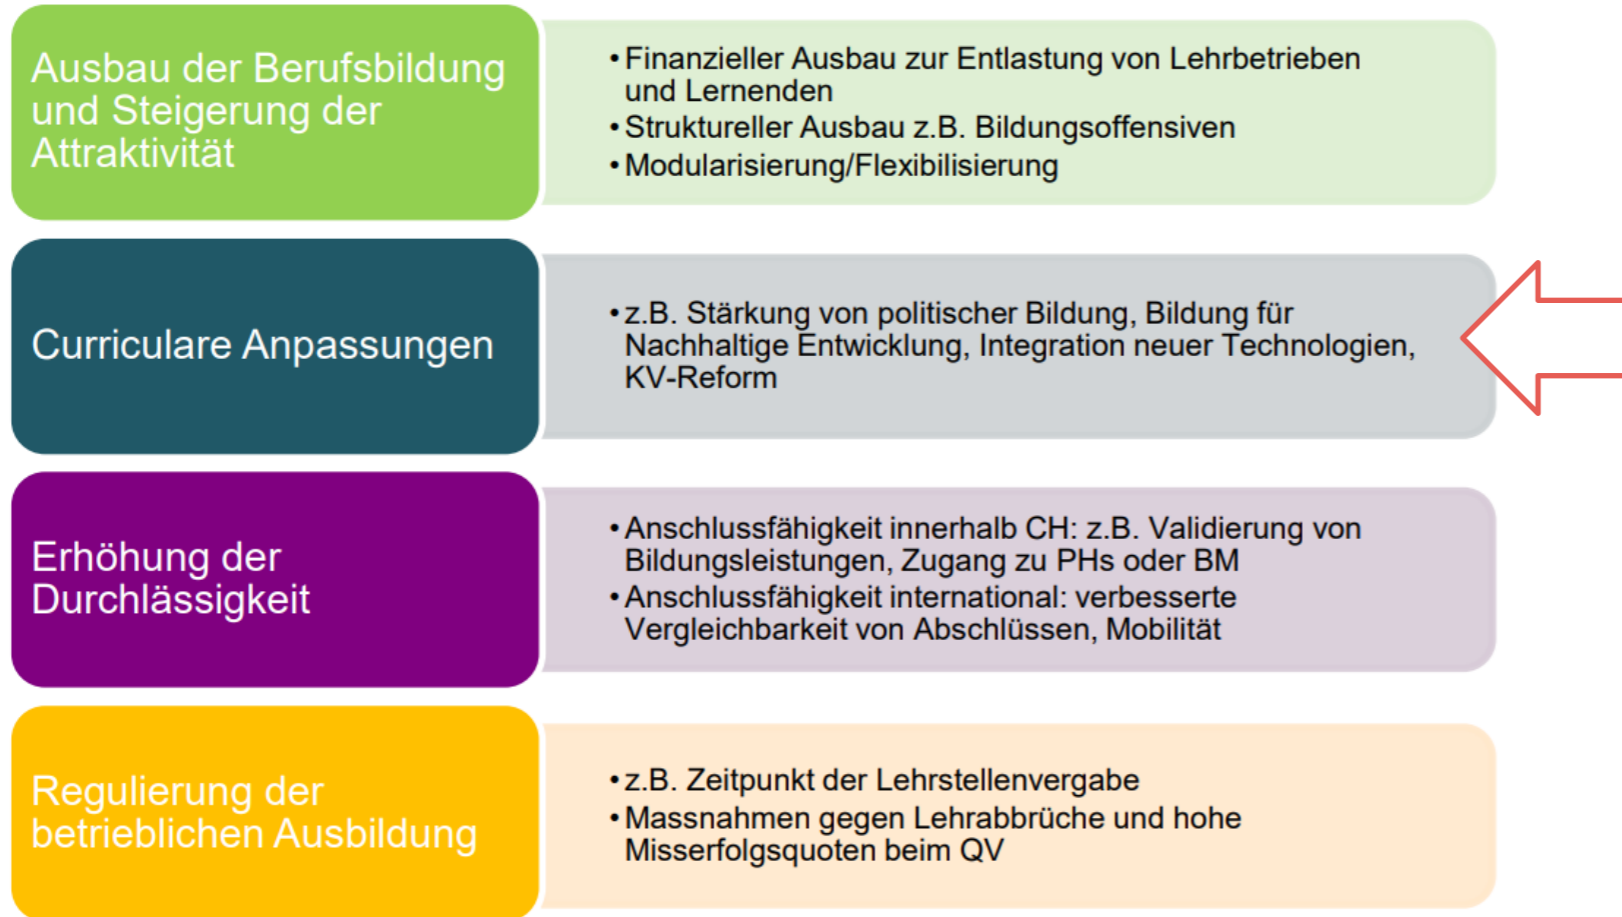 Ausbau der Berufsbildung
und Steigerung der
Attraktivität
• Finanzieller Ausbau zur Entlastung von Lehrbetrieben
und Lernenden
• Struktureller Ausbau z.B. Bildungsoffensiven
• Modularisierung/Flexibilisierung
Curriculare Anpassungen
• z.B. Stärkung von politischer Bildung, Bildung für
Nachhaltige Entwicklung, Integration neuer Technologien,
KV-Reform
Erhöhung der
Durchlässigkeit
• Anschlussfähigkeit innerhalb CH: z.B. Validierung von
Bildungsleistungen, Zugang zu PHs oder BM
• Anschlussfähigkeit international: verbesserte
Vergleichbarkeit von Abschlüssen, Mobilität
Regulierung der
betrieblichen Ausbildung
• z.B. Zeitpunkt der Lehrstellenvergabe
• Massnahmen gegen Lehrabbrüche und hohe
Misserfolgsquoten beim QV